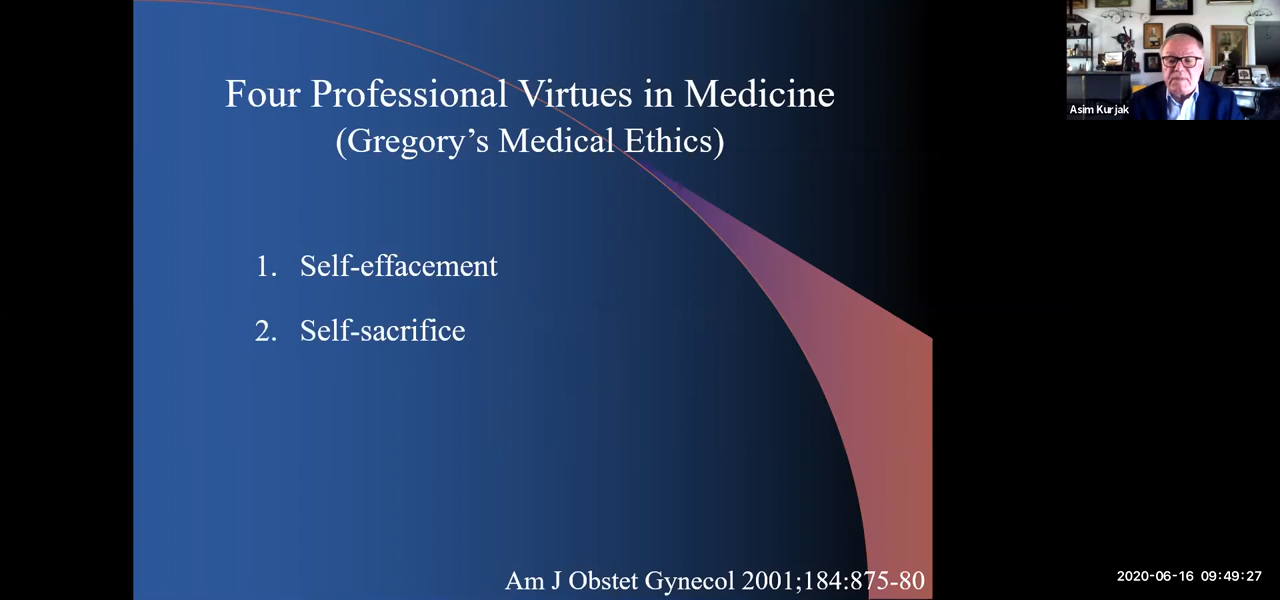 Four Professional Virtues in Medicine
(Gregory's Medical Ethics)
1. Self-effacement
2. Self-sacrifice
Am J Obstet Gynecol 2001;184:875-80
Asim Kurjak
2020-06-16 09:49:27